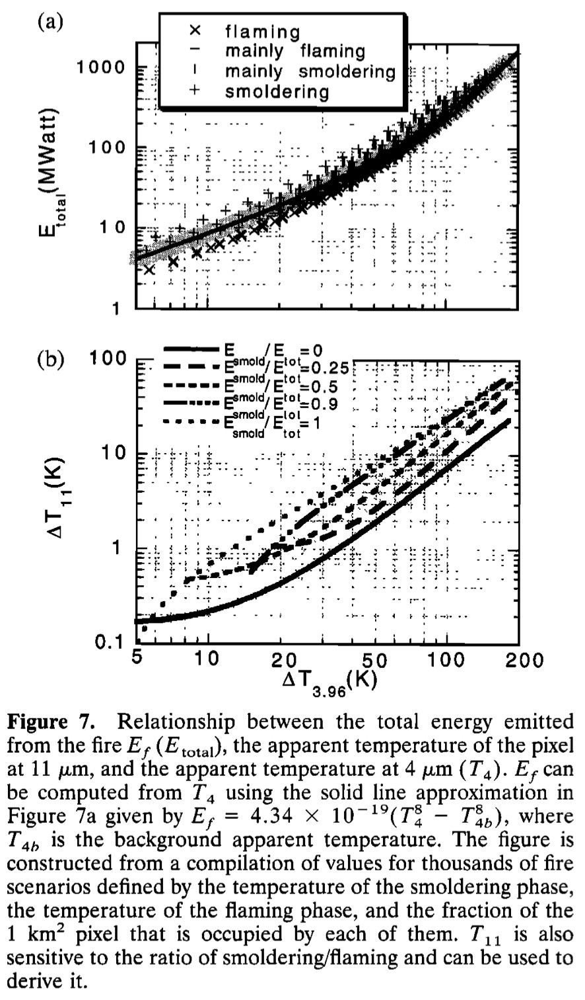 (a)
× flaming
− mainly flaming
ı mainly smoldering
+ smoldering
1000
100
10
1
E_total (MWatt)
(b)
E_smold/E_tot=0
E_smold/E_tot=0.25
E_smold/E_tot=0.5
E_smold/E_tot=0.9
E_smold/E_tot=1
100
10
1
0.1
ΔT_11(K)
5 10 20 50 100 200
ΔT_3.96(K)
Figure 7. Relationship between the total energy emitted
from the fire E_f (E_total), the apparent temperature of the pixel
at 11 μm, and the apparent temperature at 4 μm (T_4). E_f can
be computed from T_4 using the solid line approximation in
Figure 7a given by E_f = 4.34 × 10^−19(T_4^8 − T_4b^8), where
T_4b is the background apparent temperature. The figure is
constructed from a compilation of values for thousands of fire
scenarios defined by the temperature of the smoldering phase,
the temperature of the flaming phase, and the fraction of the
1 km² pixel that is occupied by each of them. T_11 is also
sensitive to the ratio of smoldering/flaming and can be used to
derive it.